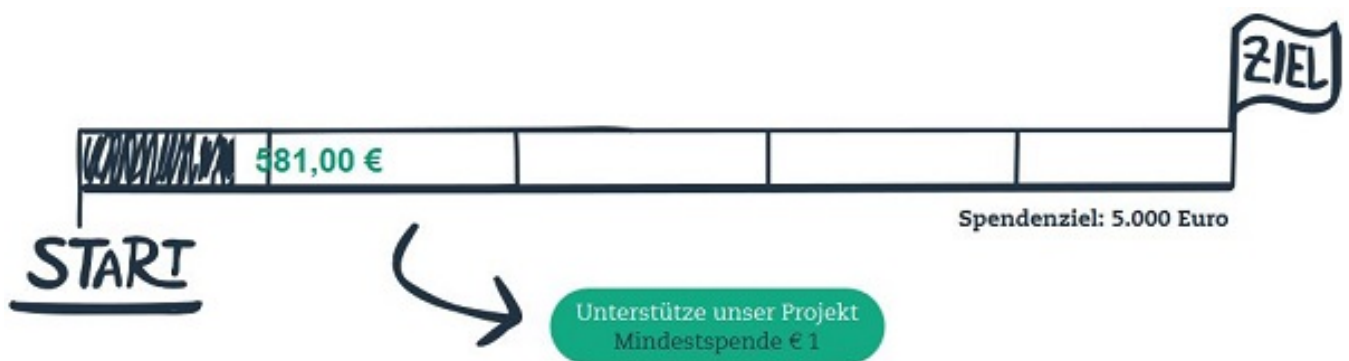 ZIEL
581,00 €
Spendenziel: 5.000 Euro
START
Unterstütze unser Projekt
Mindestspende € 1